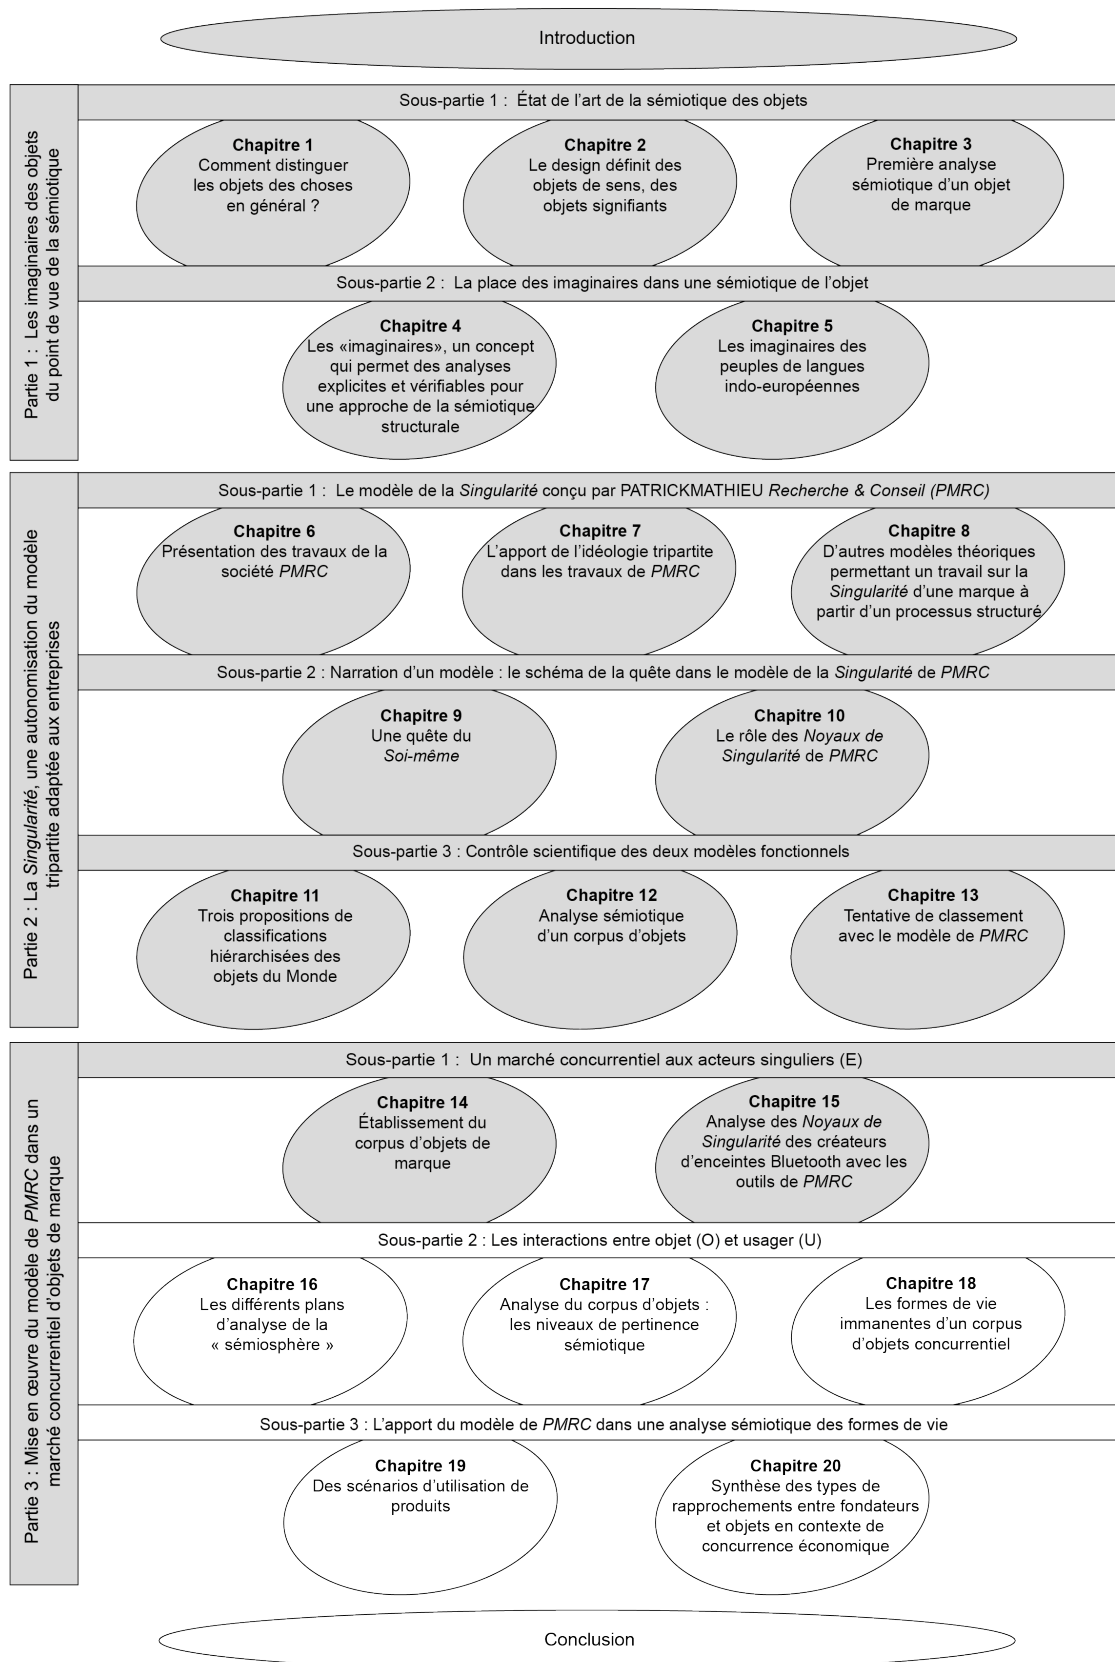 Introduction
Partie 1 : Les imaginaires des objets
du point de vue de la sémiotique
Sous-partie 1 : État de l’art de la sémiotique des objets
Chapitre 1
Comment distinguer
les objets des choses
en général ?
Chapitre 2
Le design définit des
objets de sens, des
objets signifiants
Chapitre 3
Première analyse
sémiotique d’un objet
de marque
Sous-partie 2 : La place des imaginaires dans une sémiotique de l’objet
Chapitre 4
Les «imaginaires», un concept
qui permet des analyses
explicites et vérifiables pour
une approche de la sémiotique
structurale
Chapitre 5
Les imaginaires des
peuples de langues
indo-européennes
Partie 2 : La Singularité, une autonomisation du modèle
tripartite adaptée aux entreprises
Sous-partie 1 : Le modèle de la Singularité conçu par PATRICKMATHIEU Recherche & Conseil (PMRC)
Chapitre 6
Présentation des travaux de la
société PMRC
Chapitre 7
L’apport de l’idéologie tripartite
dans les travaux de PMRC
Chapitre 8
D’autres modèles théoriques
permettant un travail sur la
Singularité d’une marque à
partir d’un processus structuré
Sous-partie 2 : Narration d’un modèle : le schéma de la quête dans le modèle de la Singularité de PMRC
Chapitre 9
Une quête du
Soi-même
Chapitre 10
Le rôle des Noyaux de
Singularité de PMRC
Sous-partie 3 : Contrôle scientifique des deux modèles fonctionnels
Chapitre 11
Trois propositions de
classifications
hiérarchisées des
objets du Monde
Chapitre 12
Analyse sémiotique
d’un corpus d’objets
Chapitre 13
Tentative de classement
avec le modèle de PMRC
Partie 3 : Mise en œuvre du modèle de PMRC dans un
marché concurrentiel d’objets de marque
Sous-partie 1 : Un marché concurrentiel aux acteurs singuliers (E)
Chapitre 14
Établissement du
corpus d’objets de
marque
Chapitre 15
Analyse des Noyaux de
Singularité des créateurs
d’enceintes Bluetooth avec les
outils de PMRC
Sous-partie 2 : Les interactions entre objet (O) et usager (U)
Chapitre 16
Les différents plans
d’analyse de la
« sémiosphère »
Chapitre 17
Analyse du corpus d’objets :
les niveaux de pertinence
sémiotique
Chapitre 18
Les formes de vie
immanentes d’un corpus
d’objets concurrentiel
Sous-partie 3 : L’apport du modèle de PMRC dans une analyse sémiotique des formes de vie
Chapitre 19
Des scénarios d’utilisation de
produits
Chapitre 20
Synthèse des types de
rapprochements entre fondateurs
et objets en contexte de
concurrence économique
Conclusion